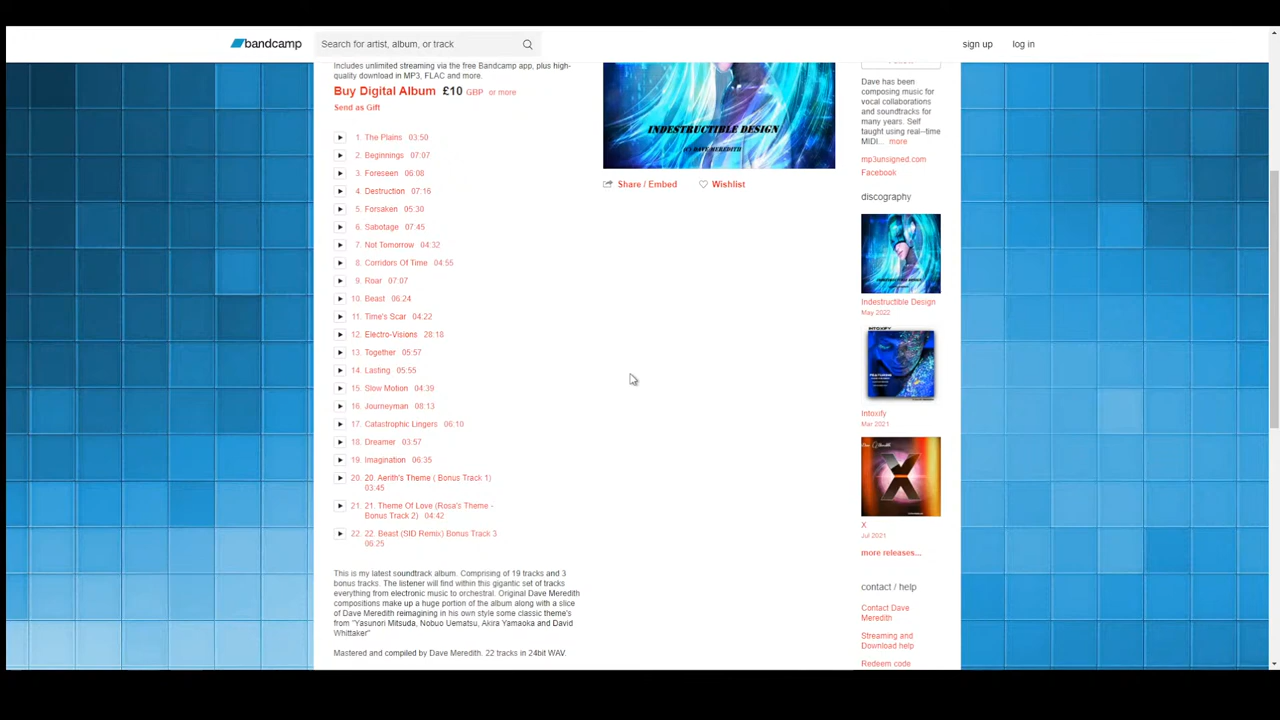 bandcamp
Search for artist, album, or track
sign up
log in
Includes unlimited streaming via the free Bandcamp app, plus high-
quality download in MP3, FLAC and more.
Buy Digital Album £10 GBP or more
Send as Gift
1. The Plains 03:50
2. Beginnings 07:07
3. Foreseen 06:08
4. Destruction 07:16
5. Forsaken 05:30
6. Sabotage 07:45
7. Not Tomorrow 04:32
8. Corridors Of Time 04:55
9. Roar 07:07
10. Beast 06:24
11. Time's Scar 04:22
12. Electro-Visions 28:18
13. Together 05:57
14. Lasting 05:55
15. Slow Motion 04:39
16. Journeyman 08:13
17. Catastrophic Lingers 06:10
18. Dreamer 03:57
19. Imagination 06:35
20. 20. Aerith's Theme ( Bonus Track 1)
03:45
21. 21. Theme Of Love (Rosa's Theme -
Bonus Track 2) 04:42
22. 22. Beast (SID Remix) Bonus Track 3
06:25
This is my latest soundtrack album. Comprising of 19 tracks and 3
bonus tracks. The listener will find within this gigantic set of tracks
everything from electronic music to orchestral. Original Dave Meredith
compositions make up a huge portion of the album along with a slice
of Dave Meredith reimagining in his own style some classic theme's
from "Yasunori Mitsuda, Nobuo Uematsu, Akira Yamaoka and David
Whittaker"
Mastered and compiled by Dave Meredith. 22 tracks in 24bit WAV.
INDESTRUCTIBLE DESIGN
(C) DAVE MEREDITH
Share / Embed
Wishlist
Dave has been
composing music for
vocal collaborations
and soundtracks for
many years. Self
taught using real--time
MIDI... more
mp3unsigned.com
Facebook
discography
Indestructible Design
May 2022
INTOXIFY
Intoxify
Mar 2021
Dave Meredith
X
X
Jul 2021
more releases...
contact / help
Contact Dave
Meredith
Streaming and
Download help
Redeem code